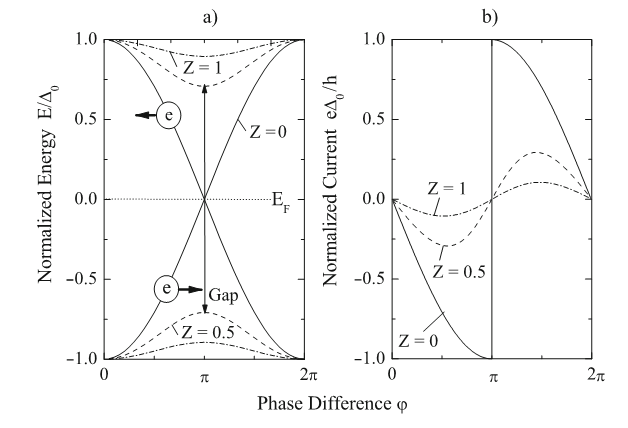 a)
b)
Normalized Energy E/Δ₀
1.0
0.5
0.0
−0.5
−1.0
Z = 1
e
Z = 0
E_F
e
Gap
Z = 0.5
0
π
2π
Normalized Current eΔ₀/h
1.0
0.5
0.0
−0.5
−1.0
Z = 1
Z = 0.5
Z = 0
0
π
2π
Phase Difference φ